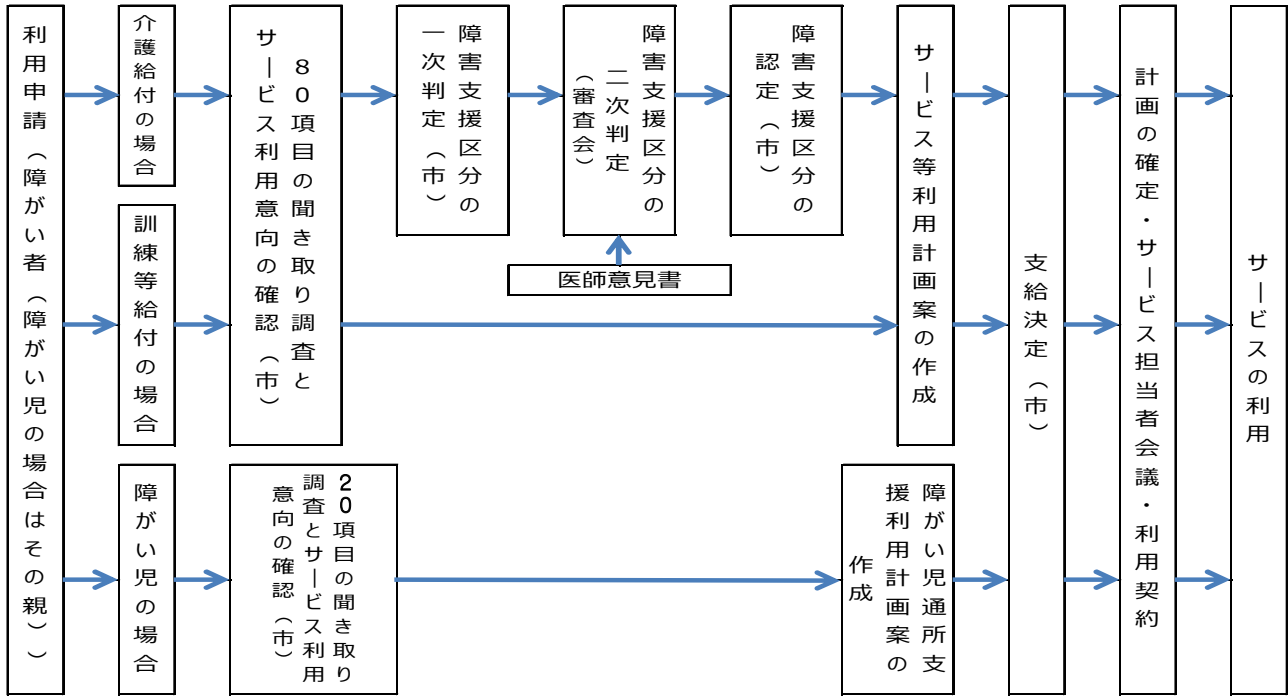 利用申請（障がい者（障がい児の場合はその親））
介護給付の場合
訓練等給付の場合
障がい児の場合
８０項目の聞き取り調査と
サービス利用意向の確認（市）
２０項目の聞き取り
調査とサービス利用
意向の確認（市）
障害支援区分の
一次判定（市）
障害支援区分の
二次判定
（審査会）
医師意見書
障害支援区分の
認定（市）
サービス等利用計画案の作成
障がい児通所支
援利用計画案の
作成
支給決定（市）
計画の確定・サービス担当者会議・利用契約
サービスの利用